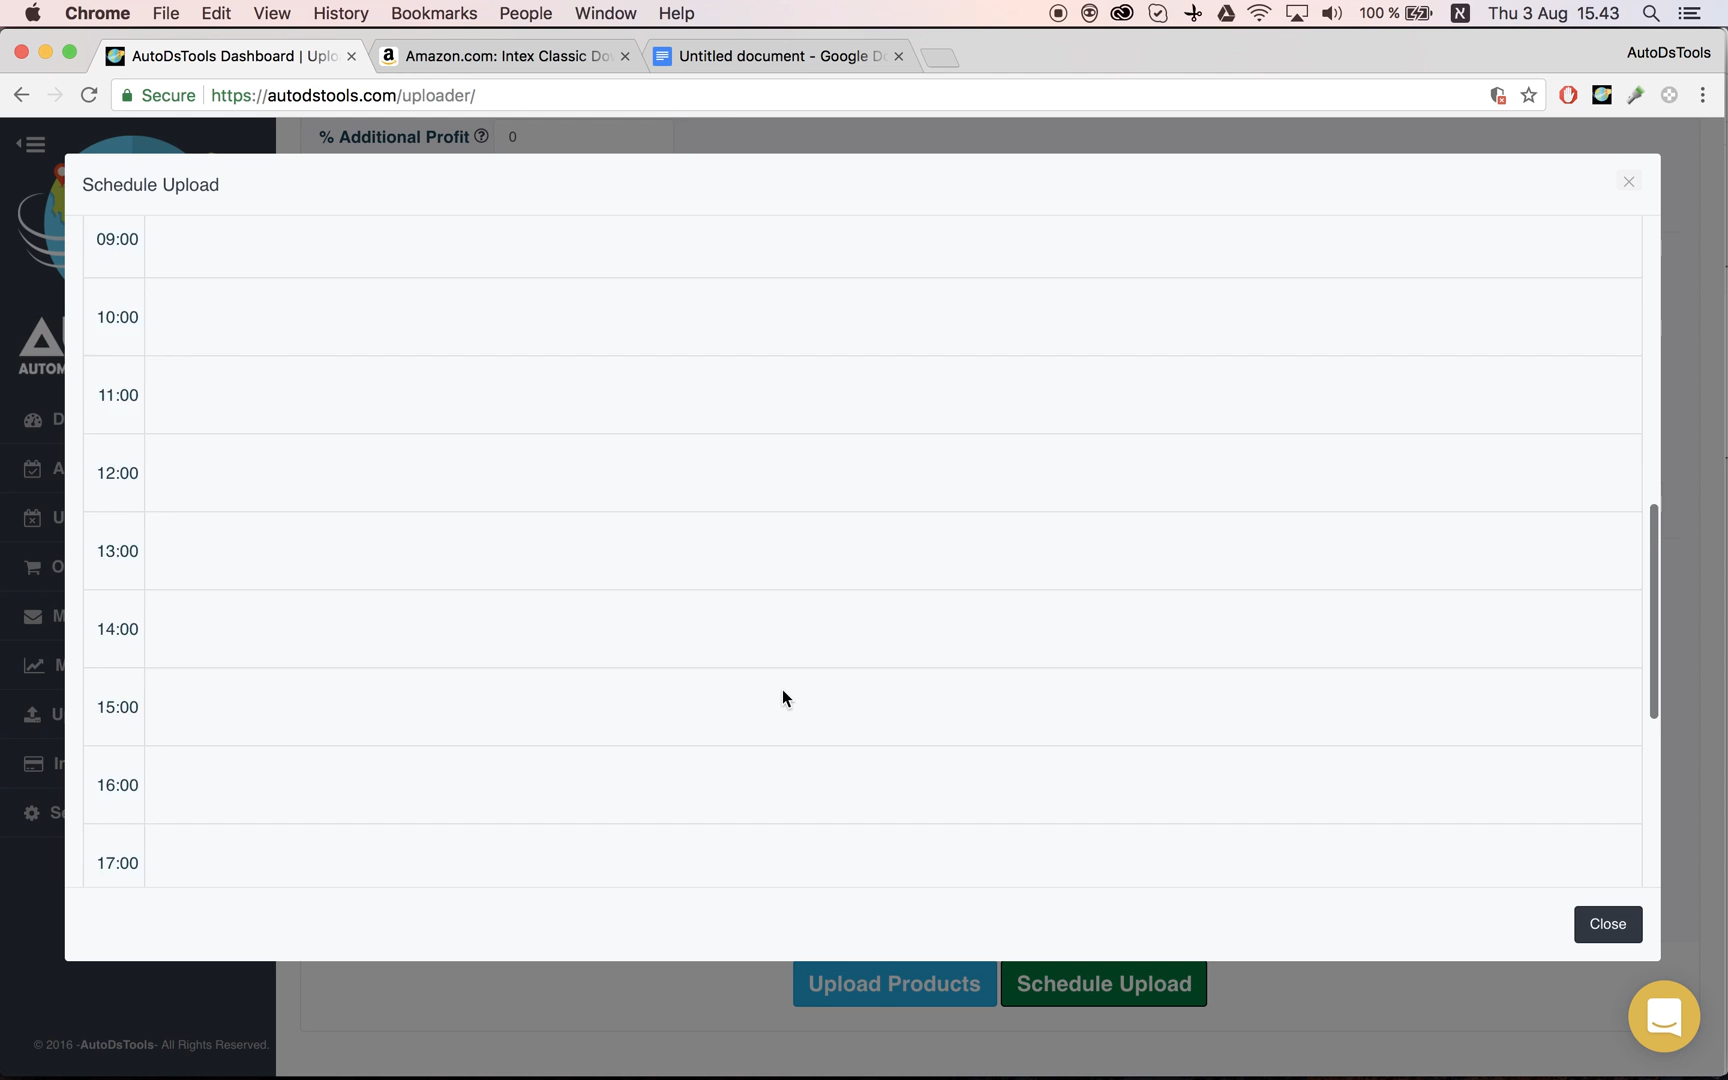 Chrome File Edit View History Bookmarks People Window Help 100 % Thu 3 Aug 15.43
AutoDsTools Dashboard | Uplo Amazon.com: Intex Classic Do Untitled document - Google Do AutoDsTools
Secure https://autodstools.com/uploader/
% Additional Profit 0
Schedule Upload
09:00
10:00
11:00
12:00
13:00
14:00
15:00
16:00
17:00
Close
Upload Products Schedule Upload
© 2016 -AutoDsTools- All Rights Reserved.